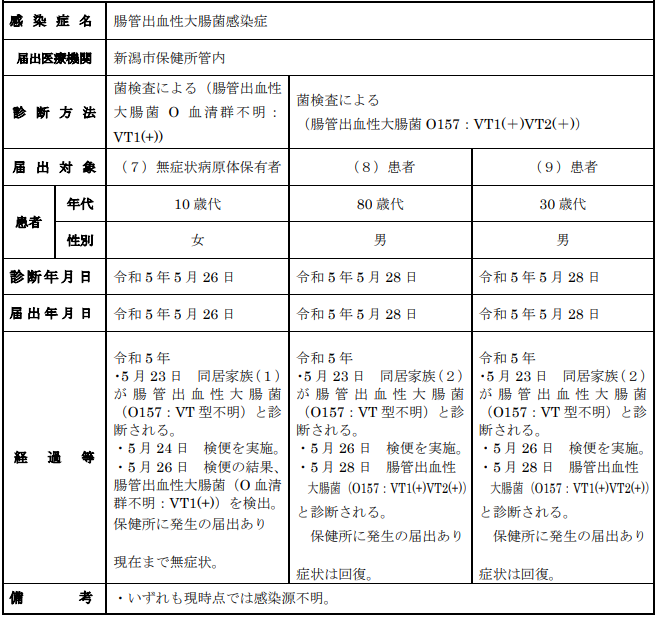 感染症名 腸管出血性大腸菌感染症
届出医療機関 新潟市保健所管内
診断方法
菌検査による（腸管出血性
大腸菌 O 血清群不明：
VT1(+))
菌検査による
（腸管出血性大腸菌 O157：VT1(＋)VT2(＋)）
届出対象 （7）無症状病原体保有者 （8）患者 （9）患者
患者
年代 10 歳代 80 歳代 30 歳代
性別 女 男 男
診断年月日 令和 5 年 5 月 26 日 令和 5 年 5 月 28 日 令和 5 年 5 月 28 日
届出年月日 令和 5 年 5 月 26 日 令和 5 年 5 月 28 日 令和 5 年 5 月 28 日
経過等
令和 5 年
・5 月 23 日 同居家族（1）
が腸管出血性大腸菌
（O157：VT 型不明）と診
断される。
・5 月 24 日 検便を実施。
・5 月 26 日 検便の結果、
腸管出血性大腸菌（O 血清
群不明：VT1(+)）を検出。
保健所に発生の届出あり
現在まで無症状。
令和 5 年
・5 月 23 日 同居家族（2）
が腸管出血性大腸菌
（O157：VT 型不明）と診
断される。
・5 月 26 日 検便を実施。
・5 月 28 日 腸管出血性
大腸菌（O157：VT1(+)VT2(+))
と診断される。
保健所に発生の届出あり
症状は回復。
令和 5 年
・5 月 23 日 同居家族（2）
が腸管出血性大腸菌
（O157：VT 型不明）と診
断される。
・5 月 26 日 検便を実施。
・5 月 28 日 腸管出血性
大腸菌（O157：VT1(+)VT2(+))
と診断される。
保健所に発生の届出あり
症状は回復。
備考 ・いずれも現時点では感染源不明。